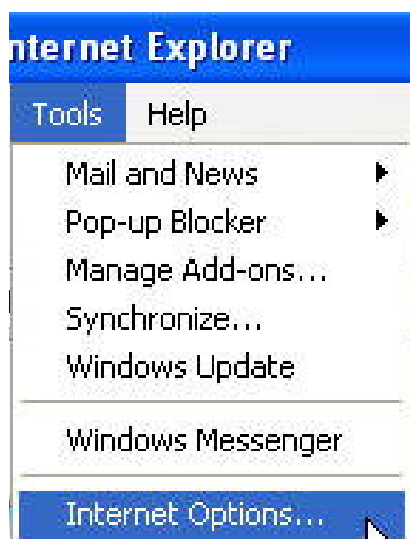 nternet Explorer
Tools Help
Mail and News
Pop-up Blocker
Manage Add-ons...
Synchronize...
Windows Update
Windows Messenger
Internet Options...